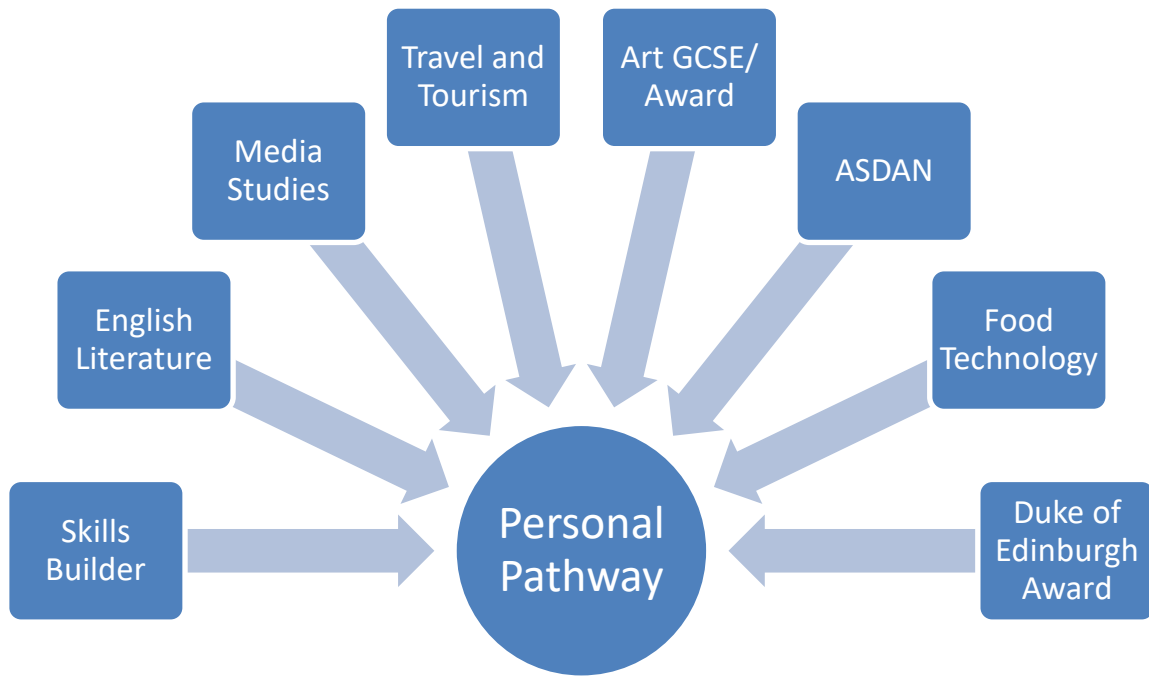 Travel and
Tourism
Art GCSE/
Award
Media
Studies
ASDAN
English
Literature
Food
Technology
Skills
Builder
Personal
Pathway
Duke of
Edinburgh
Award